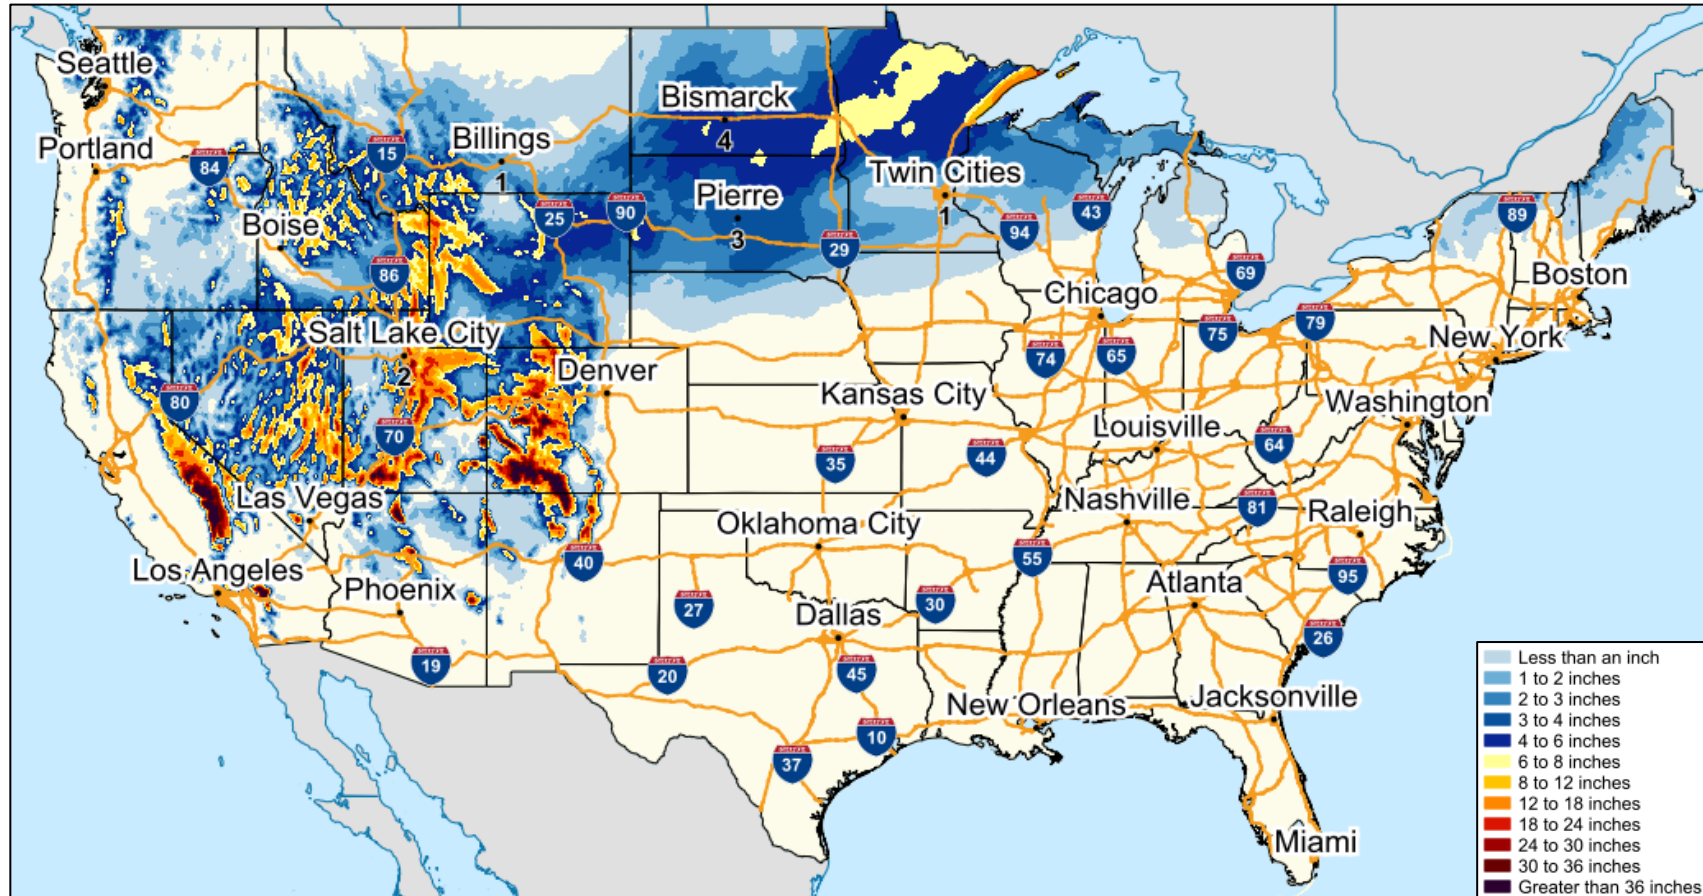 Seattle
Portland
84
15
Billings
1
Bismarck
4
Boise
86
25
90
Pierre
3
29
Twin Cities
1
94
43
69
89
Boston
Chicago
74
65
75
79
New York
Salt Lake City
2
Denver
80
70
Kansas City
35
44
Louisville
64
Washington
Las Vegas
Oklahoma City
Nashville
81
Raleigh
Los Angeles
Phoenix
40
27
30
55
Atlanta
95
Dallas
26
19
20
45
New Orleans
Jacksonville
10
37
Miami
Less than an inch
1 to 2 inches
2 to 3 inches
3 to 4 inches
4 to 6 inches
6 to 8 inches
8 to 12 inches
12 to 18 inches
18 to 24 inches
24 to 30 inches
30 to 36 inches
Greater than 36 inches